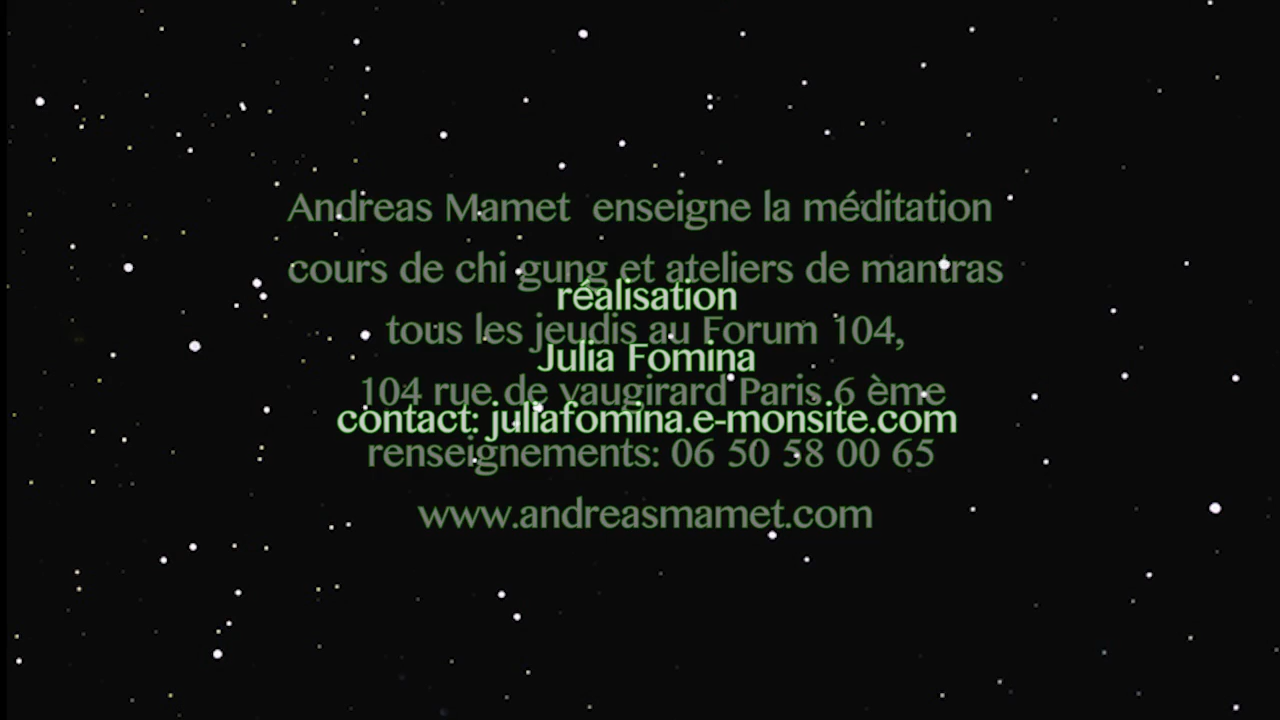 Andreas Mamet enseigne la méditation
cours de chi gung et ateliers de mantras
réalisation
tous les jeudis au Forum 104,
Julia Fomina
104 rue de vaugirard Paris 6 ème
contact: juliafomina.e-monsite.com
renseignements: 06 50 58 00 65
www.andreasmamet.com